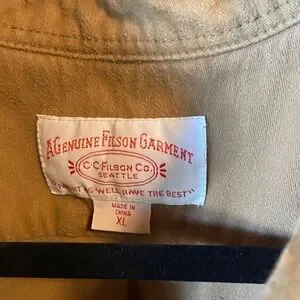 A GENUINE FILSON GARMENT
C.C. FILSON CO.
SEATTLE
"MIGHT AS WELL HAVE THE BEST"
MADE IN
CHINA
XL